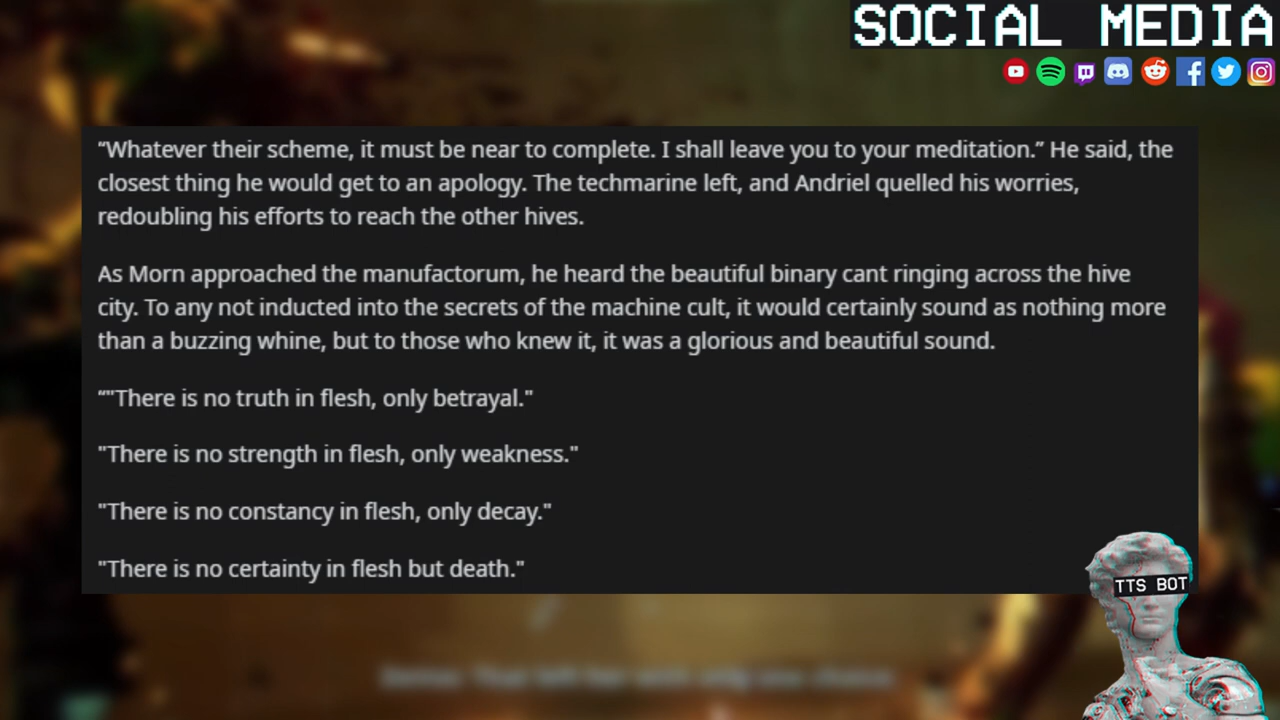 SOCIAL MEDIA
“Whatever their scheme, it must be near to complete. I shall leave you to your meditation.” He said, the
closest thing he would get to an apology. The techmarine left, and Andriel quelled his worries,
redoubling his efforts to reach the other hives.
As Morn approached the manufactorum, he heard the beautiful binary cant ringing across the hive
city. To any not inducted into the secrets of the machine cult, it would certainly sound as nothing more
than a buzzing whine, but to those who knew it, it was a glorious and beautiful sound.
“"There is no truth in flesh, only betrayal."
"There is no strength in flesh, only weakness."
"There is no constancy in flesh, only decay."
"There is no certainty in flesh but death."
TTS BOT